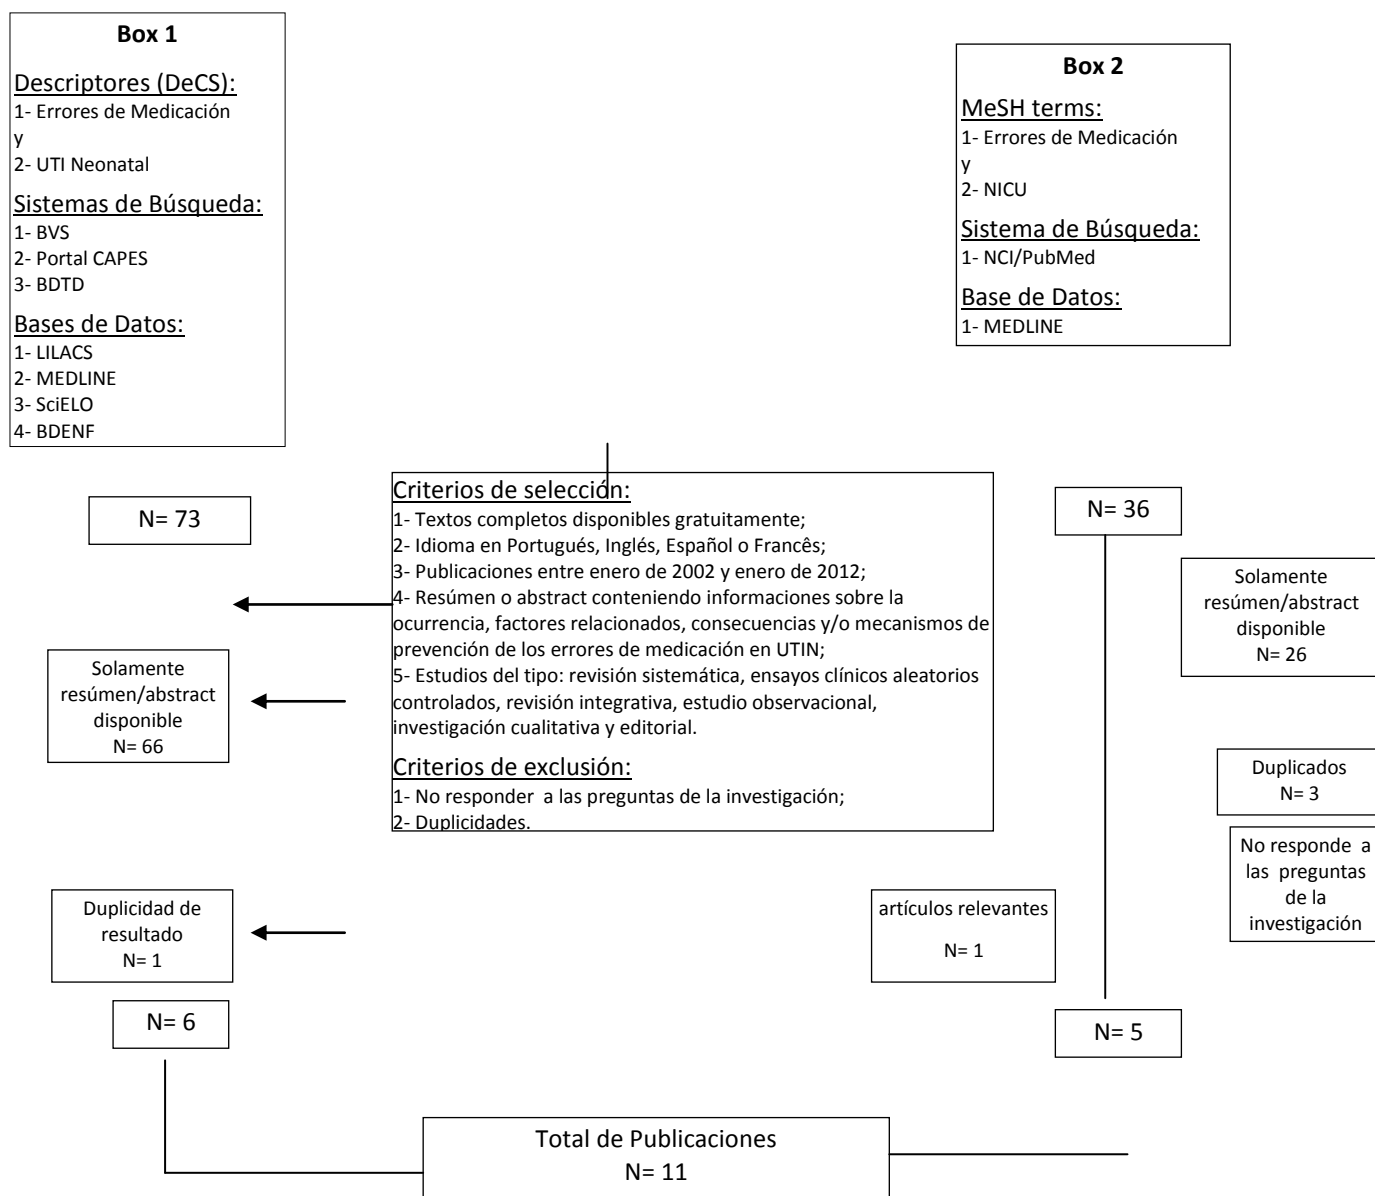 Box 1
Descriptores (DeCS):
1- Errores de Medicación
y
2- UTI Neonatal
Sistemas de Búsqueda:
1- BVS
2- Portal CAPES
3- BDTD
Bases de Datos:
1- LILACS
2- MEDLINE
3- SciELO
4- BDENF
Box 2
MeSH terms:
1- Errores de Medicación
y
2- NICU
Sistema de Búsqueda:
1- NCI/PubMed
Base de Datos:
1- MEDLINE
N= 73
Criterios de selección:
1- Textos completos disponibles gratuitamente;
2- Idioma en Portugués, Inglés, Español o Francês;
3- Publicaciones entre enero de 2002 y enero de 2012;
4- Resúmen o abstract conteniendo informaciones sobre la
ocurrencia, factores relacionados, consecuencias y/o mecanismos de
prevención de los errores de medicación en UTIN;
5- Estudios del tipo: revisión sistemática, ensayos clínicos aleatorios
controlados, revisión integrativa, estudio observacional,
investigación cualitativa y editorial.
Criterios de exclusión:
1- No responder a las preguntas de la investigación;
2- Duplicidades.
N= 36
Solamente
resúmen/abstract
disponible
N= 26
Solamente
resúmen/abstract
disponible
N= 66
Duplicados
N= 3
No responde a
las preguntas
de la
investigación
Duplicidad de
resultado
N= 1
artículos relevantes
N= 1
N= 6
N= 5
Total de Publicaciones
N= 11